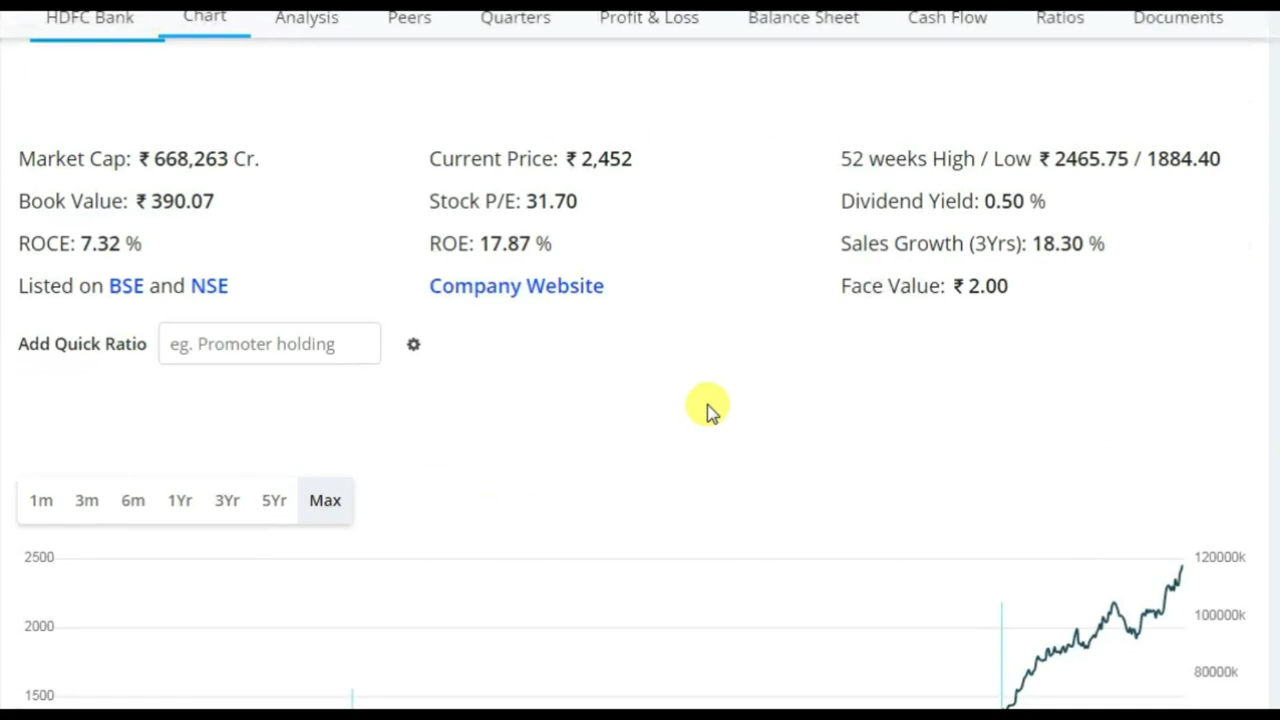 HDFC Bank Chart Analysis Peers Quarters Profit & Loss Balance Sheet Cash Flow Ratios Documents
Market Cap: ₹ 668,263 Cr. Current Price: ₹ 2,452 52 weeks High / Low ₹ 2465.75 / 1884.40
Book Value: ₹ 390.07 Stock P/E: 31.70 Dividend Yield: 0.50 %
ROCE: 7.32 % ROE: 17.87 % Sales Growth (3Yrs): 18.30 %
Listed on BSE and NSE Company Website Face Value: ₹ 2.00
Add Quick Ratio eg. Promoter holding
1m 3m 6m 1Yr 3Yr 5Yr Max
2500 120000k
2000 100000k
1500 80000k